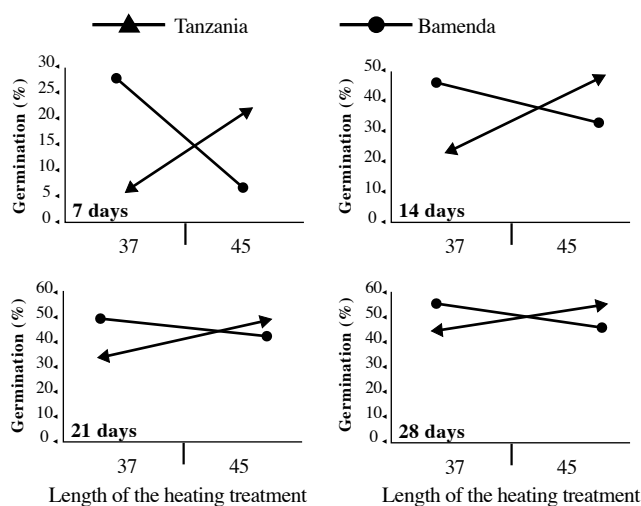 Tanzania Bamenda
Germination (%)
30
25
20
15
10
5
0
7 days
37 45
Germination (%)
50
40
30
20
10
0
14 days
37 45
Germination (%)
60
50
40
30
20
10
0
21 days
37 45
Length of the heating treatment
Germination (%)
60
50
40
30
20
10
0
28 days
37 45
Length of the heating treatment